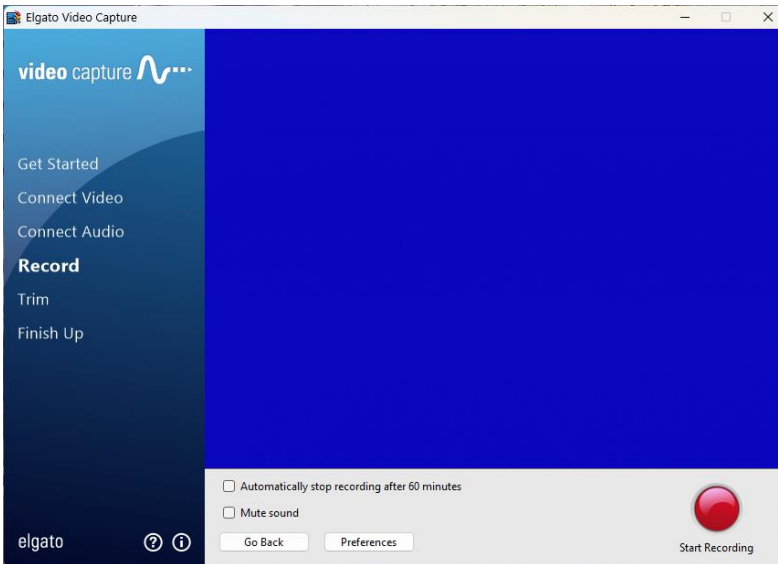 Elgato Video Capture
video capture
Get Started
Connect Video
Connect Audio
Record
Trim
Finish Up
Automatically stop recording after 60 minutes
Mute sound
Go Back
Preferences
Start Recording
elgato